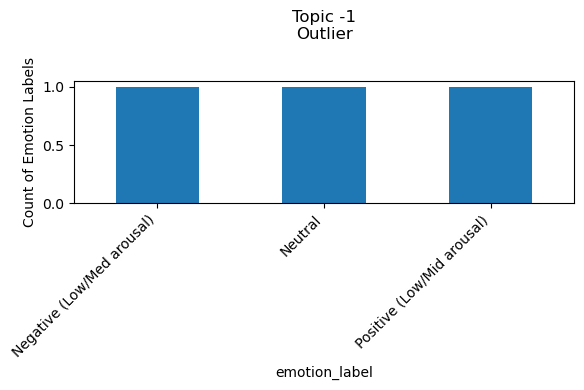 Topic -1
Outlier
Count of Emotion Labels
1.0
0.5
0.0
Negative (Low/Med arousal)
Neutral
Positive (Low/Mid arousal)
emotion_label